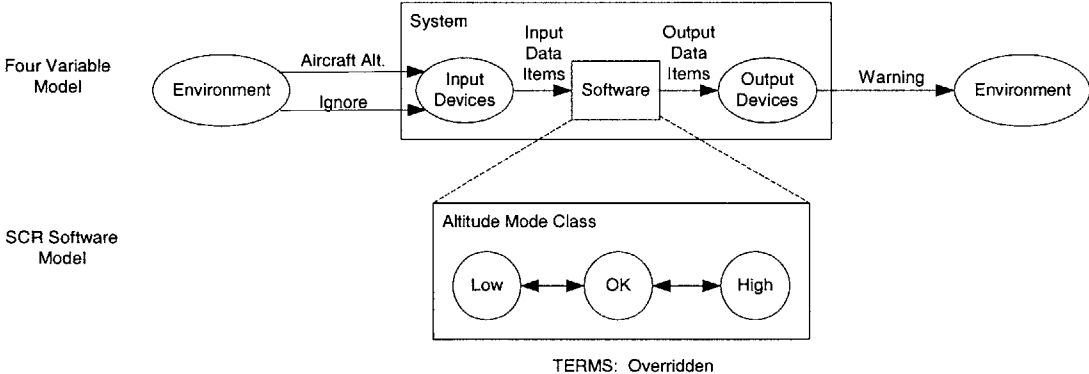 System
Four Variable
Model
Environment
Aircraft Alt.
Ignore
Input
Devices
Input
Data
Items
Software
Output
Data
Items
Output
Devices
Warning
Environment
SCR Software
Model
Altitude Mode Class
Low
OK
High
TERMS: Overridden